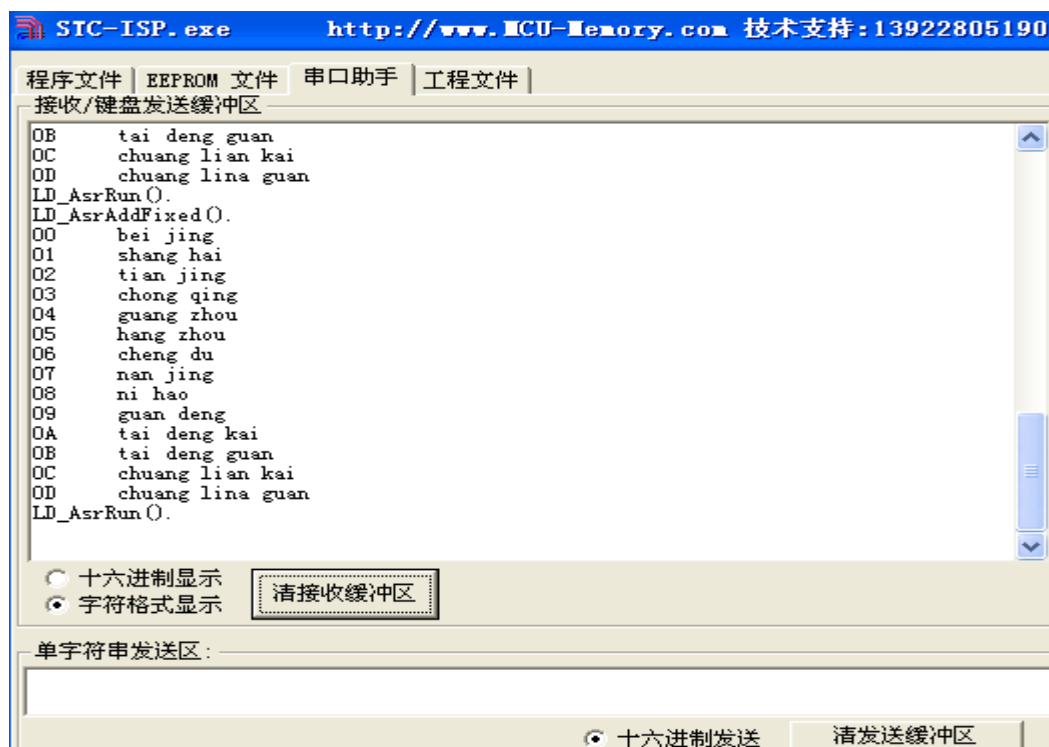 STC-ISP.exe http://www.MCU-Memory.com 技术支持:13922805190
程序文件 EEPROM 文件 串口助手 工程文件
接收/键盘发送缓冲区
0B tai deng guan
0C chuang lian kai
0D chuang lina guan
LD_AsrRun().
LD_AsrAddFixed().
00 bei jing
01 shang hai
02 tian jing
03 chong qing
04 guang zhou
05 hang zhou
06 cheng du
07 nan jing
08 ni hao
09 guan deng
0A tai deng kai
0B tai deng guan
0C chuang lian kai
0D chuang lina guan
LD_AsrRun().
十六进制显示
字符格式显示
清接收缓冲区
单字符串发送区:
十六进制发送 清发送缓冲区